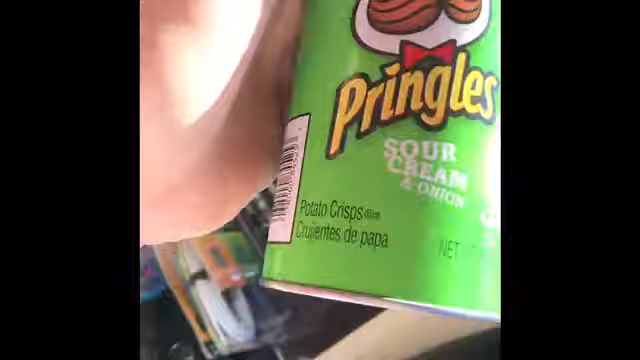 Pringles
SOUR
CREAM
& ONION
Potato Crisps
Crujientes de papa
NET